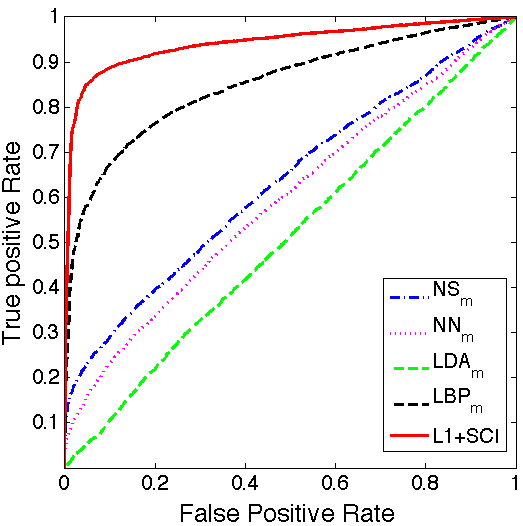 1
0.9
0.8
0.7
0.6
0.5
0.4
0.3
0.2
0.1
True positive Rate
0 0.2 0.4 0.6 0.8 1
False Positive Rate
NSm
NNm
LDAm
LBPm
L1+SCI